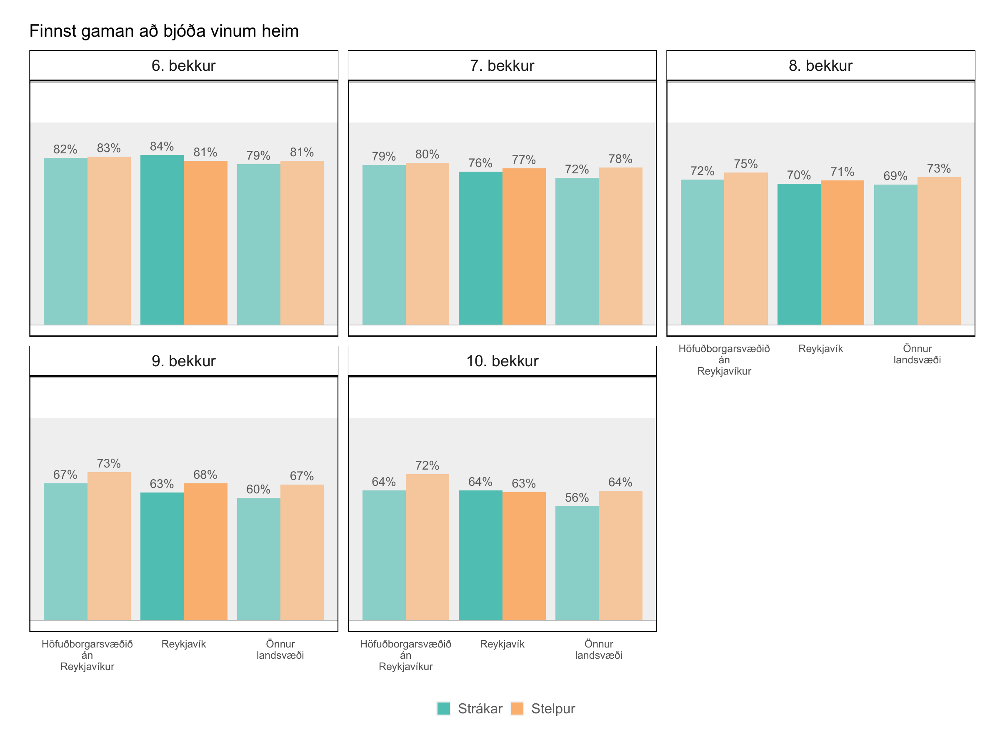 Finnst gaman að bjóða vinum heim
6. bekkur
7. bekkur
8. bekkur
82% 83% 84% 81% 79% 81%
79% 80% 76% 77% 72% 78%
72% 75% 70% 71% 69% 73%
Höfuðborgarsvæðið
án
Reykjavíkur
Reykjavík
Önnur
landsvæði
9. bekkur
10. bekkur
67% 73% 63% 68% 60% 67%
64% 72% 64% 63% 56% 64%
Höfuðborgarsvæðið
án
Reykjavíkur
Reykjavík
Önnur
landsvæði
Höfuðborgarsvæðið
án
Reykjavíkur
Reykjavík
Önnur
landsvæði
Strákar Stelpur